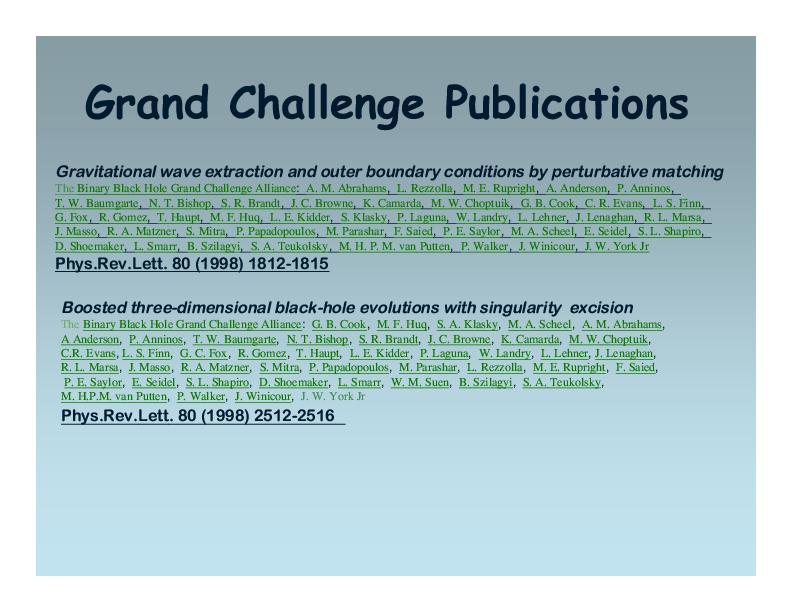 Grand Challenge Publications
Gravitational wave extraction and outer boundary conditions by perturbative matching
The Binary Black Hole Grand Challenge Alliance: A. M. Abrahams, L. Rezzolla, M. E. Rupright, A. Anderson, P. Anninos,
T. W. Baumgarte, N. T. Bishop, S. R. Brandt, J. C. Browne, K. Camarda, M. W. Choptuik, G. B. Cook, C. R. Evans, L. S. Finn,
G. Fox, R. Gomez, T. Haupt, M. F. Huq, L. E. Kidder, S. Klasky, P. Laguna, W. Landry, L. Lehner, J. Lenaghan, R. L. Marsa,
J. Masso, R. A. Matzner, S. Mitra, P. Papadopoulos, M. Parashar, F. Saied, P. E. Saylor, M. A. Scheel, E. Seidel, S. L. Shapiro,
D. Shoemaker, L. Smarr, B. Szilagyi, S. A. Teukolsky, M. H. P. M. van Putten, P. Walker, J. Winicour, J. W. York Jr
Phys.Rev.Lett. 80 (1998) 1812-1815
Boosted three-dimensional black-hole evolutions with singularity excision
The Binary Black Hole Grand Challenge Alliance: G. B. Cook, M. F. Huq, S. A. Klasky, M. A. Scheel, A. M. Abrahams,
A Anderson, P. Anninos, T. W. Baumgarte, N. T. Bishop, S. R. Brandt, J. C. Browne, K. Camarda, M. W. Choptuik,
C.R. Evans, L. S. Finn, G. C. Fox, R. Gomez, T. Haupt, L. E. Kidder, P. Laguna, W. Landry, L. Lehner, J. Lenaghan,
R. L. Marsa, J. Masso, R. A. Matzner, S. Mitra, P. Papadopoulos, M. Parashar, L. Rezzolla, M. E. Rupright, F. Saied,
P. E. Saylor, E. Seidel, S. L. Shapiro, D. Shoemaker, L. Smarr, W. M. Suen, B. Szilagyi, S. A. Teukolsky,
M. H.P.M. van Putten, P. Walker, J. Winicour, J. W. York Jr
Phys.Rev.Lett. 80 (1998) 2512-2516